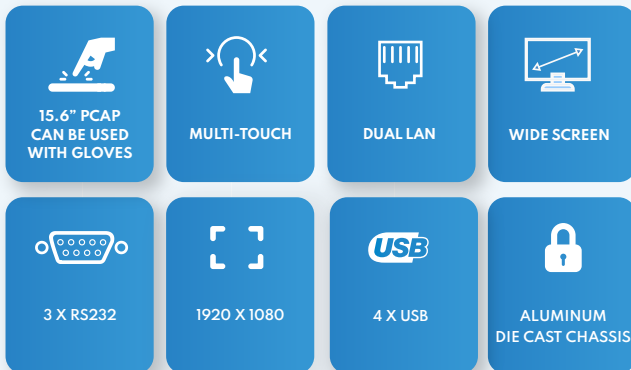 15.6” PCAP
CAN BE USED
WITH GLOVES
MULTI-TOUCH
DUAL LAN
WIDE SCREEN
3 X RS232
1920 X 1080
USB
4 X USB
ALUMINUM
DIE CAST CHASSIS